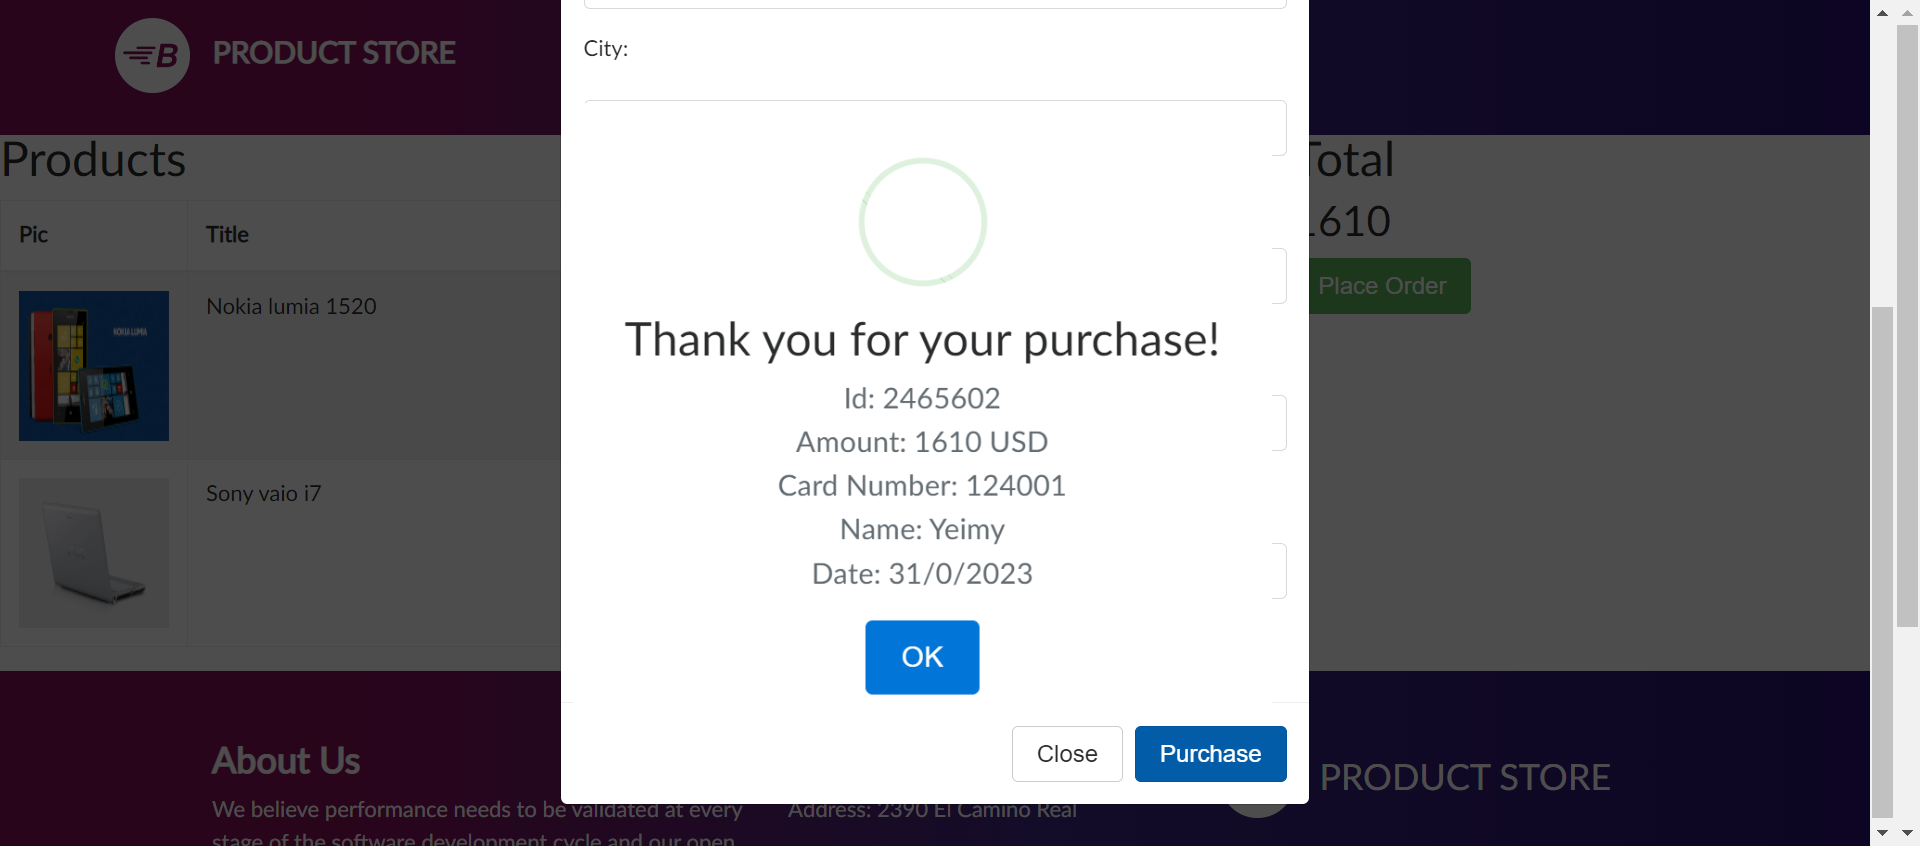 B PRODUCT STORE
Products
Pic Title
Nokia lumia 1520
NOKIA LUMIA
Sony vaio i7
City:
Thank you for your purchase!
Id: 2465602
Amount: 1610 USD
Card Number: 124001
Name: Yeimy
Date: 31/0/2023
OK
Close Purchase
Total
1610
Place Order
About Us
We believe performance needs to be validated at every
stage of the software development cycle and our open
Address: 2390 El Camino Real
PRODUCT STORE